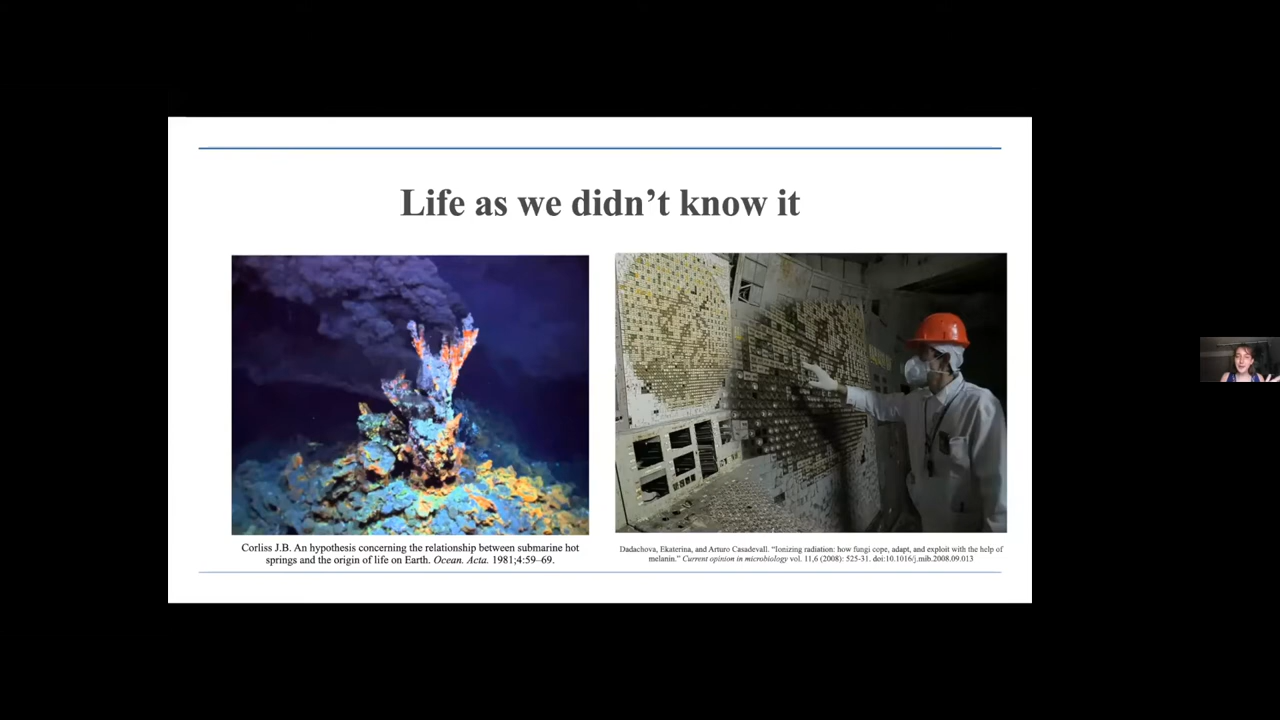 Life as we didn’t know it
Corliss J.B. An hypothesis concerning the relationship between submarine hot
springs and the origin of life on Earth. Ocean. Acta. 1981;4:59–69.
Dadachova, Ekaterina, and Arturo Casadevall. “Ionizing radiation: how fungi cope, adapt, and exploit with the help of
melanin.” Current opinion in microbiology vol. 11,6 (2008): 525-31. doi:10.1016/j.mib.2008.09.013